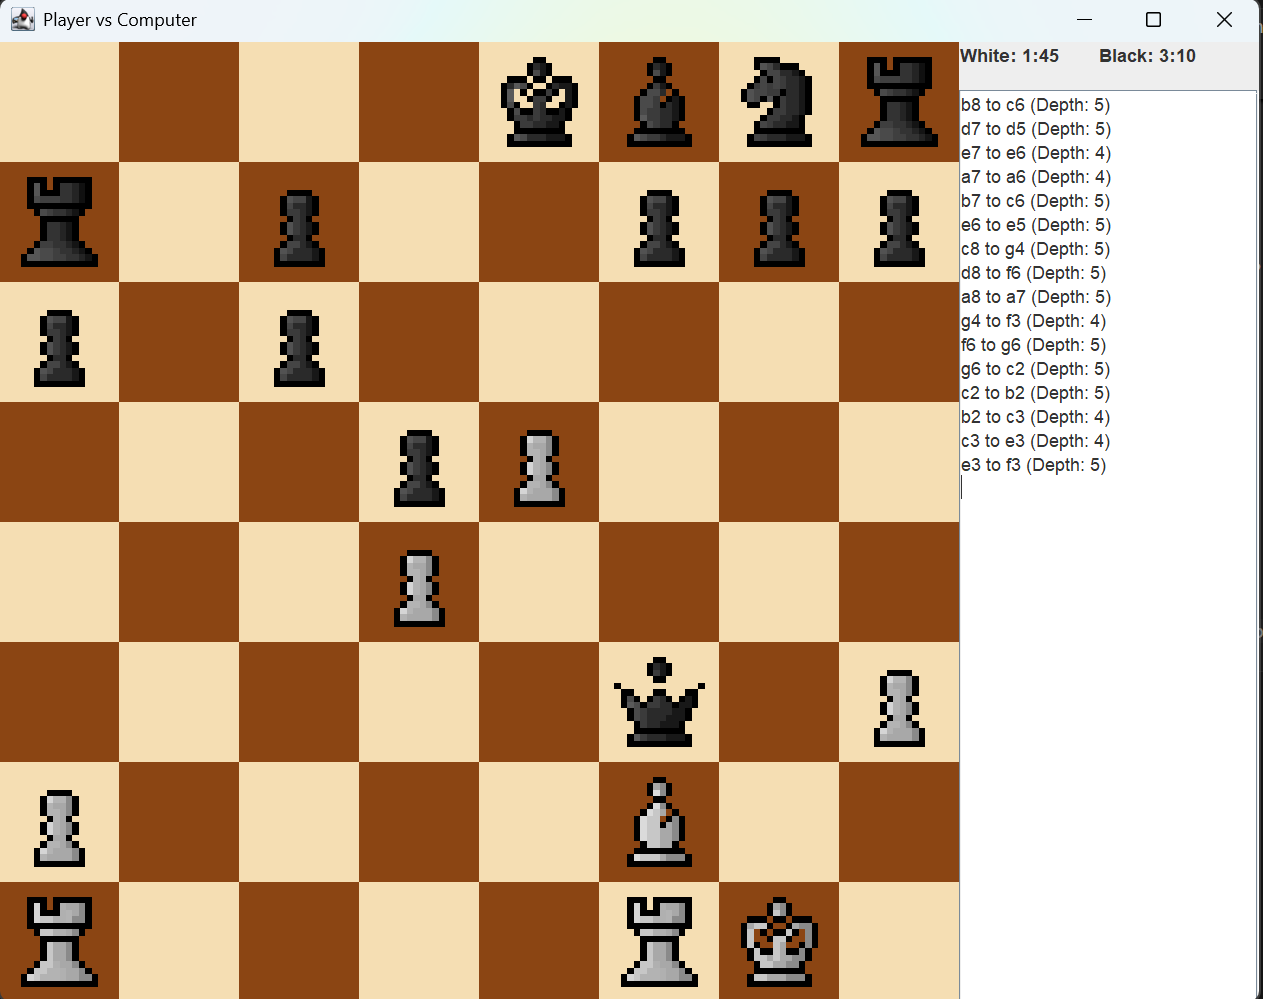 Player vs Computer
White: 1:45 Black: 3:10
b8 to c6 (Depth: 5)
d7 to d5 (Depth: 5)
e7 to e6 (Depth: 4)
a7 to a6 (Depth: 4)
b7 to c6 (Depth: 5)
e6 to e5 (Depth: 5)
c8 to g4 (Depth: 5)
d8 to f6 (Depth: 5)
a8 to a7 (Depth: 5)
g4 to f3 (Depth: 4)
f6 to g6 (Depth: 5)
g6 to c2 (Depth: 5)
c2 to b2 (Depth: 5)
b2 to c3 (Depth: 4)
c3 to e3 (Depth: 4)
e3 to f3 (Depth: 5)